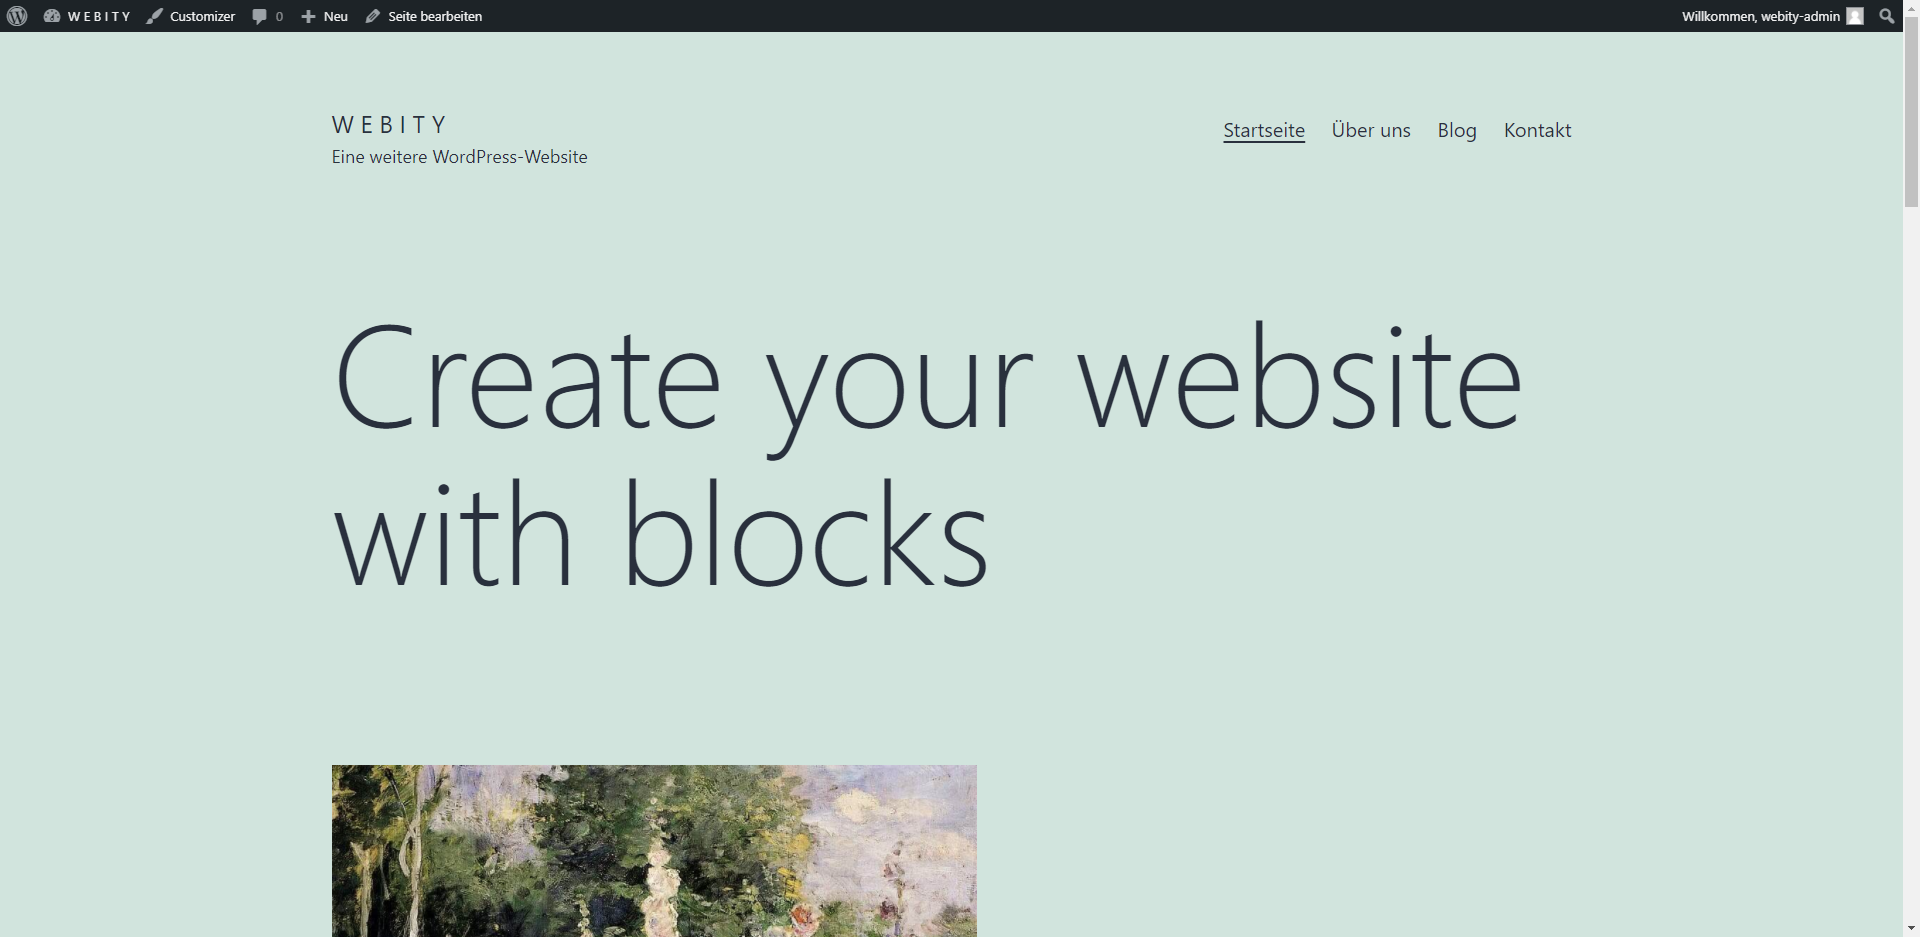 WEBITY Customizer 0 Neu Seite bearbeiten Willkommen, webity-admin
WEBITY
Eine weitere WordPress-Website
Startseite Über uns Blog Kontakt
Create your website
with blocks